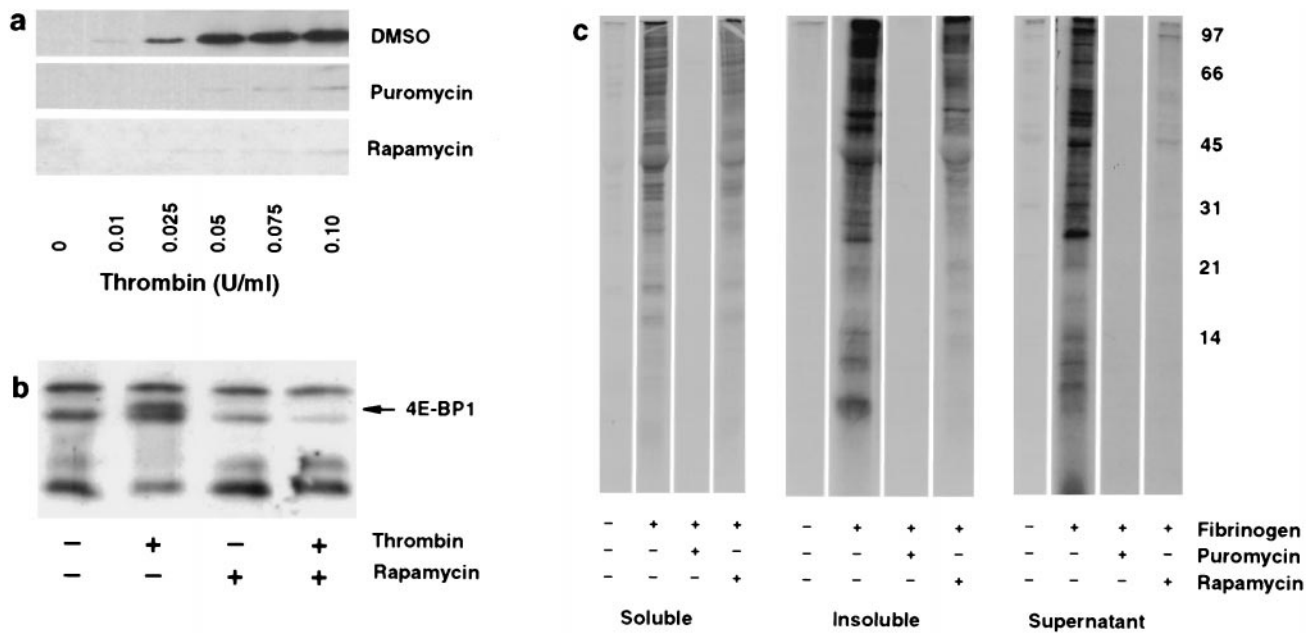 a
DMSO
Puromycin
Rapamycin
0 0.01 0.025 0.05 0.075 0.10
Thrombin (U/ml)
b
4E-BP1
− + − + Thrombin
− − + + Rapamycin
c
97
66
45
31
21
14
− + + + − + + + − + + + Fibrinogen
− − + − − − + − − − + − Puromycin
− − − + − − − + − − − + Rapamycin
Soluble Insoluble Supernatant